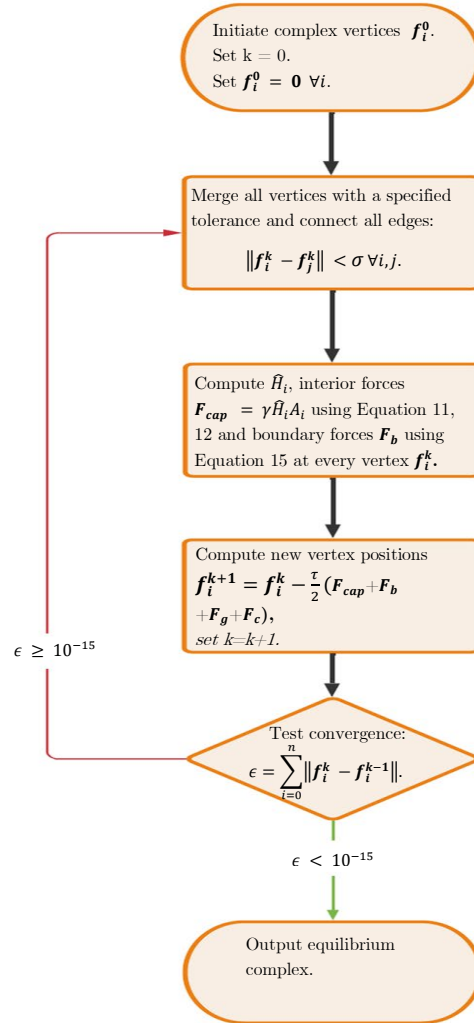 Initiate complex vertices f_i^0.
Set k = 0.
Set f_i^0 = 0 ∀i.
Merge all vertices with a specified
tolerance and connect all edges:
‖f_i^k − f_j^k‖ < σ ∀i,j.
Compute Ĥ_i, interior forces
F_cap = γĤ_iA_i using Equation 11,
12 and boundary forces F_b using
Equation 15 at every vertex f_i^k.
Compute new vertex positions
f_i^{k+1} = f_i^k − τ/2 (F_cap+F_b
+F_g+F_c),
set k=k+1.
ϵ ≥ 10^{−15}
Test convergence:
ϵ = ∑_{i=0}^{n} ‖f_i^k − f_i^{k−1}‖.
ϵ < 10^{−15}
Output equilibrium
complex.